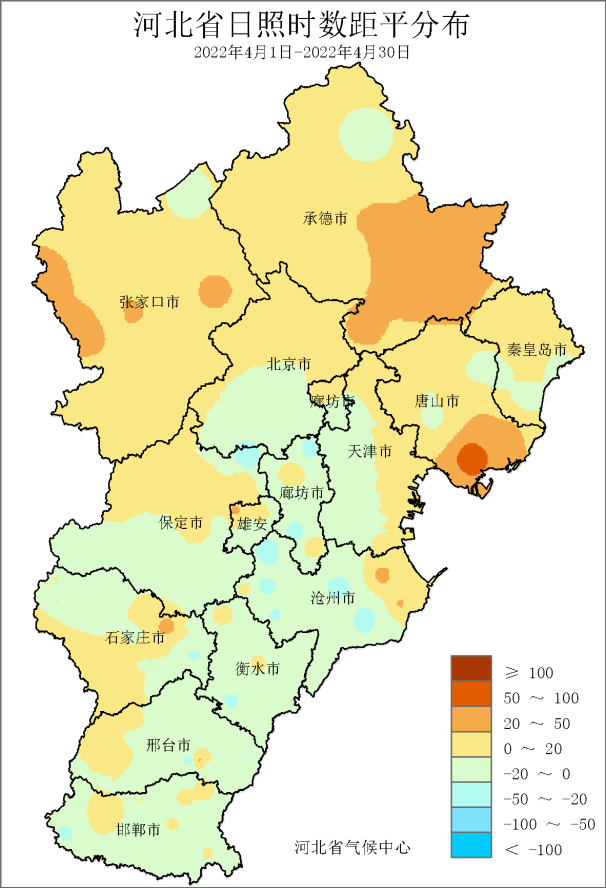 河北省日照时数距平分布
2022年4月1日-2022年4月30日
承德市
张家口市
秦皇岛市
北京市
廊坊市
唐山市
天津市
廊坊市
保定市
雄安
沧州市
石家庄市
衡水市
邢台市
邯郸市
≥ 100
50 ～ 100
20 ～ 50
0 ～ 20
-20 ～ 0
-50 ～ -20
-100 ～ -50
< -100
河北省气候中心